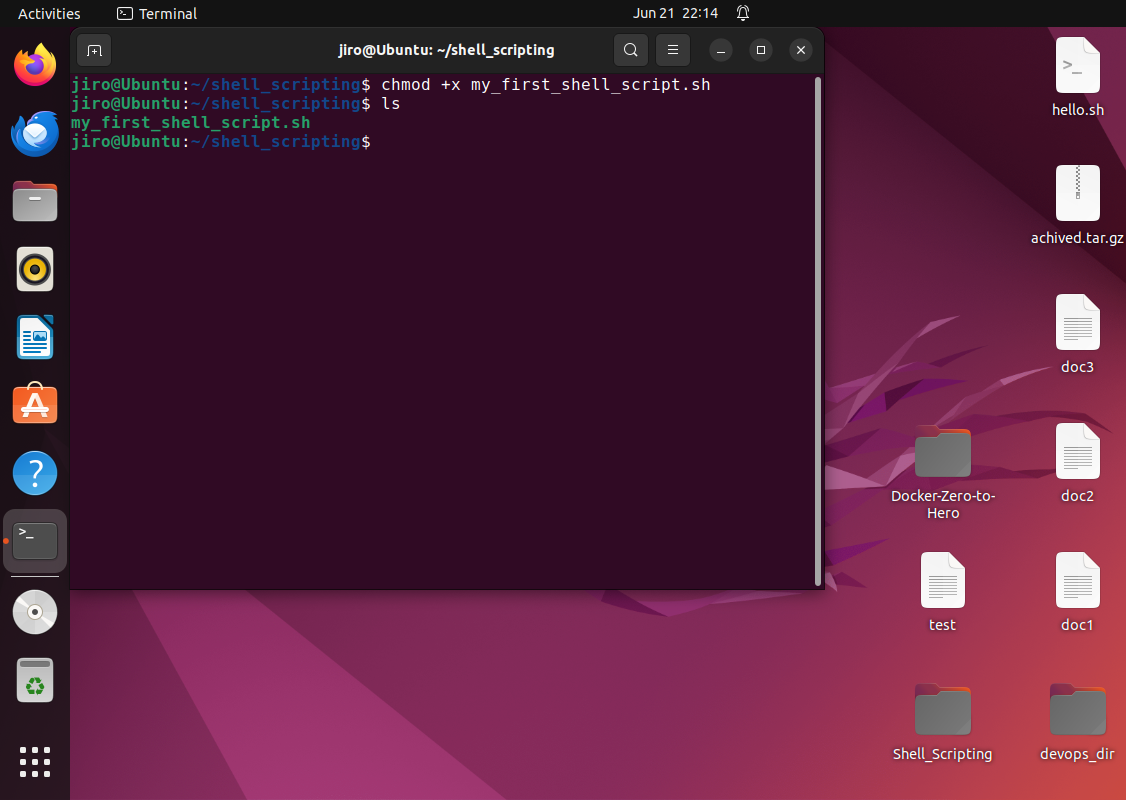 Activities
Terminal
Jun 21 22:14
jiro@Ubuntu: ~/shell_scripting
jiro@Ubuntu:~/shell_scripting$ chmod +x my_first_shell_script.sh
jiro@Ubuntu:~/shell_scripting$ ls
my_first_shell_script.sh
jiro@Ubuntu:~/shell_scripting$
hello.sh
achived.tar.gz
doc3
Docker-Zero-to-
Hero
doc2
test
doc1
Shell_Scripting
devops_dir